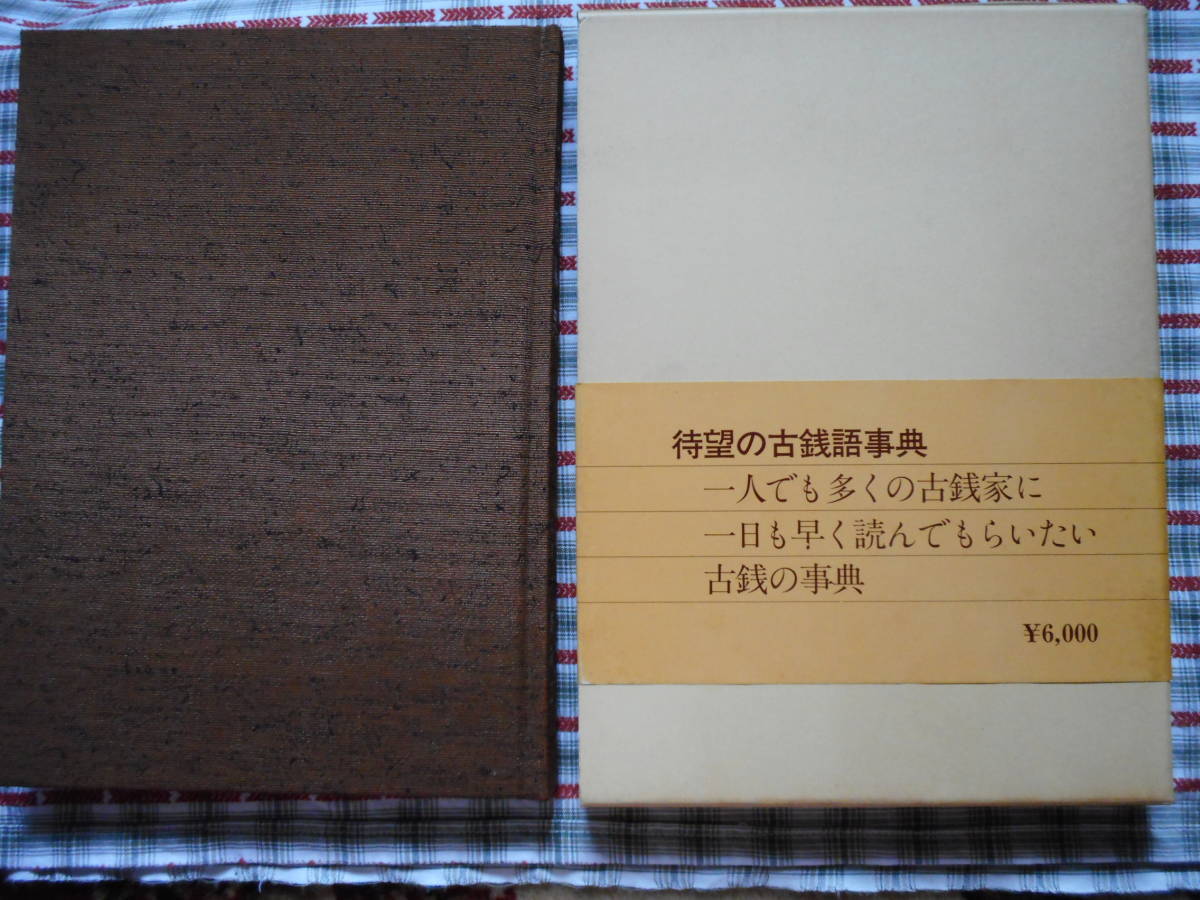 待望の古銭語事典
一人でも多くの古銭家に
一日も早く読んでもらいたい
古銭の事典
¥6,000